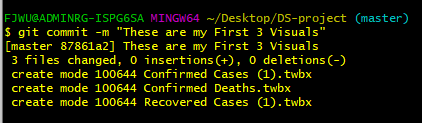 FJWU@ADMINRG-ISPG6SA MINGW64 ~/Desktop/DS-project (master)
$ git commit -m "These are my First 3 Visuals"
[master 87861a2] These are my First 3 Visuals
 3 files changed, 0 insertions(+), 0 deletions(-)
 create mode 100644 Confirmed Cases (1).twbx
 create mode 100644 Confirmed Deaths.twbx
 create mode 100644 Recovered Cases (1).twbx